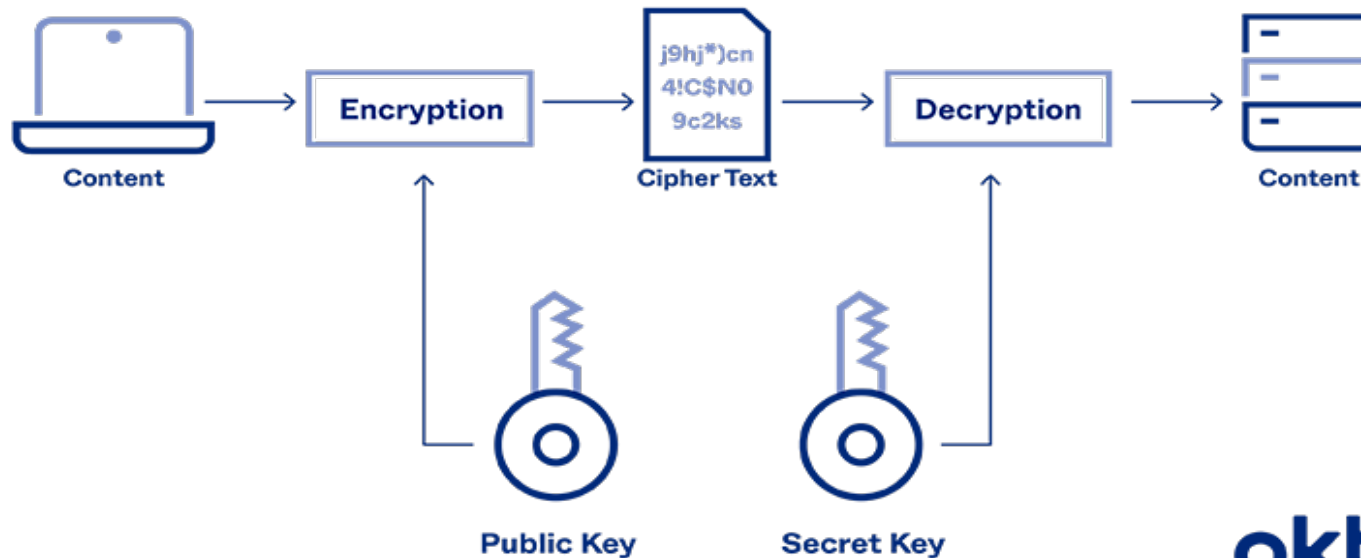 Encryption
j9hj*)cn
4!C$N0
9c2ks
Decryption
Content
Cipher Text
Content
Public Key
Secret Key